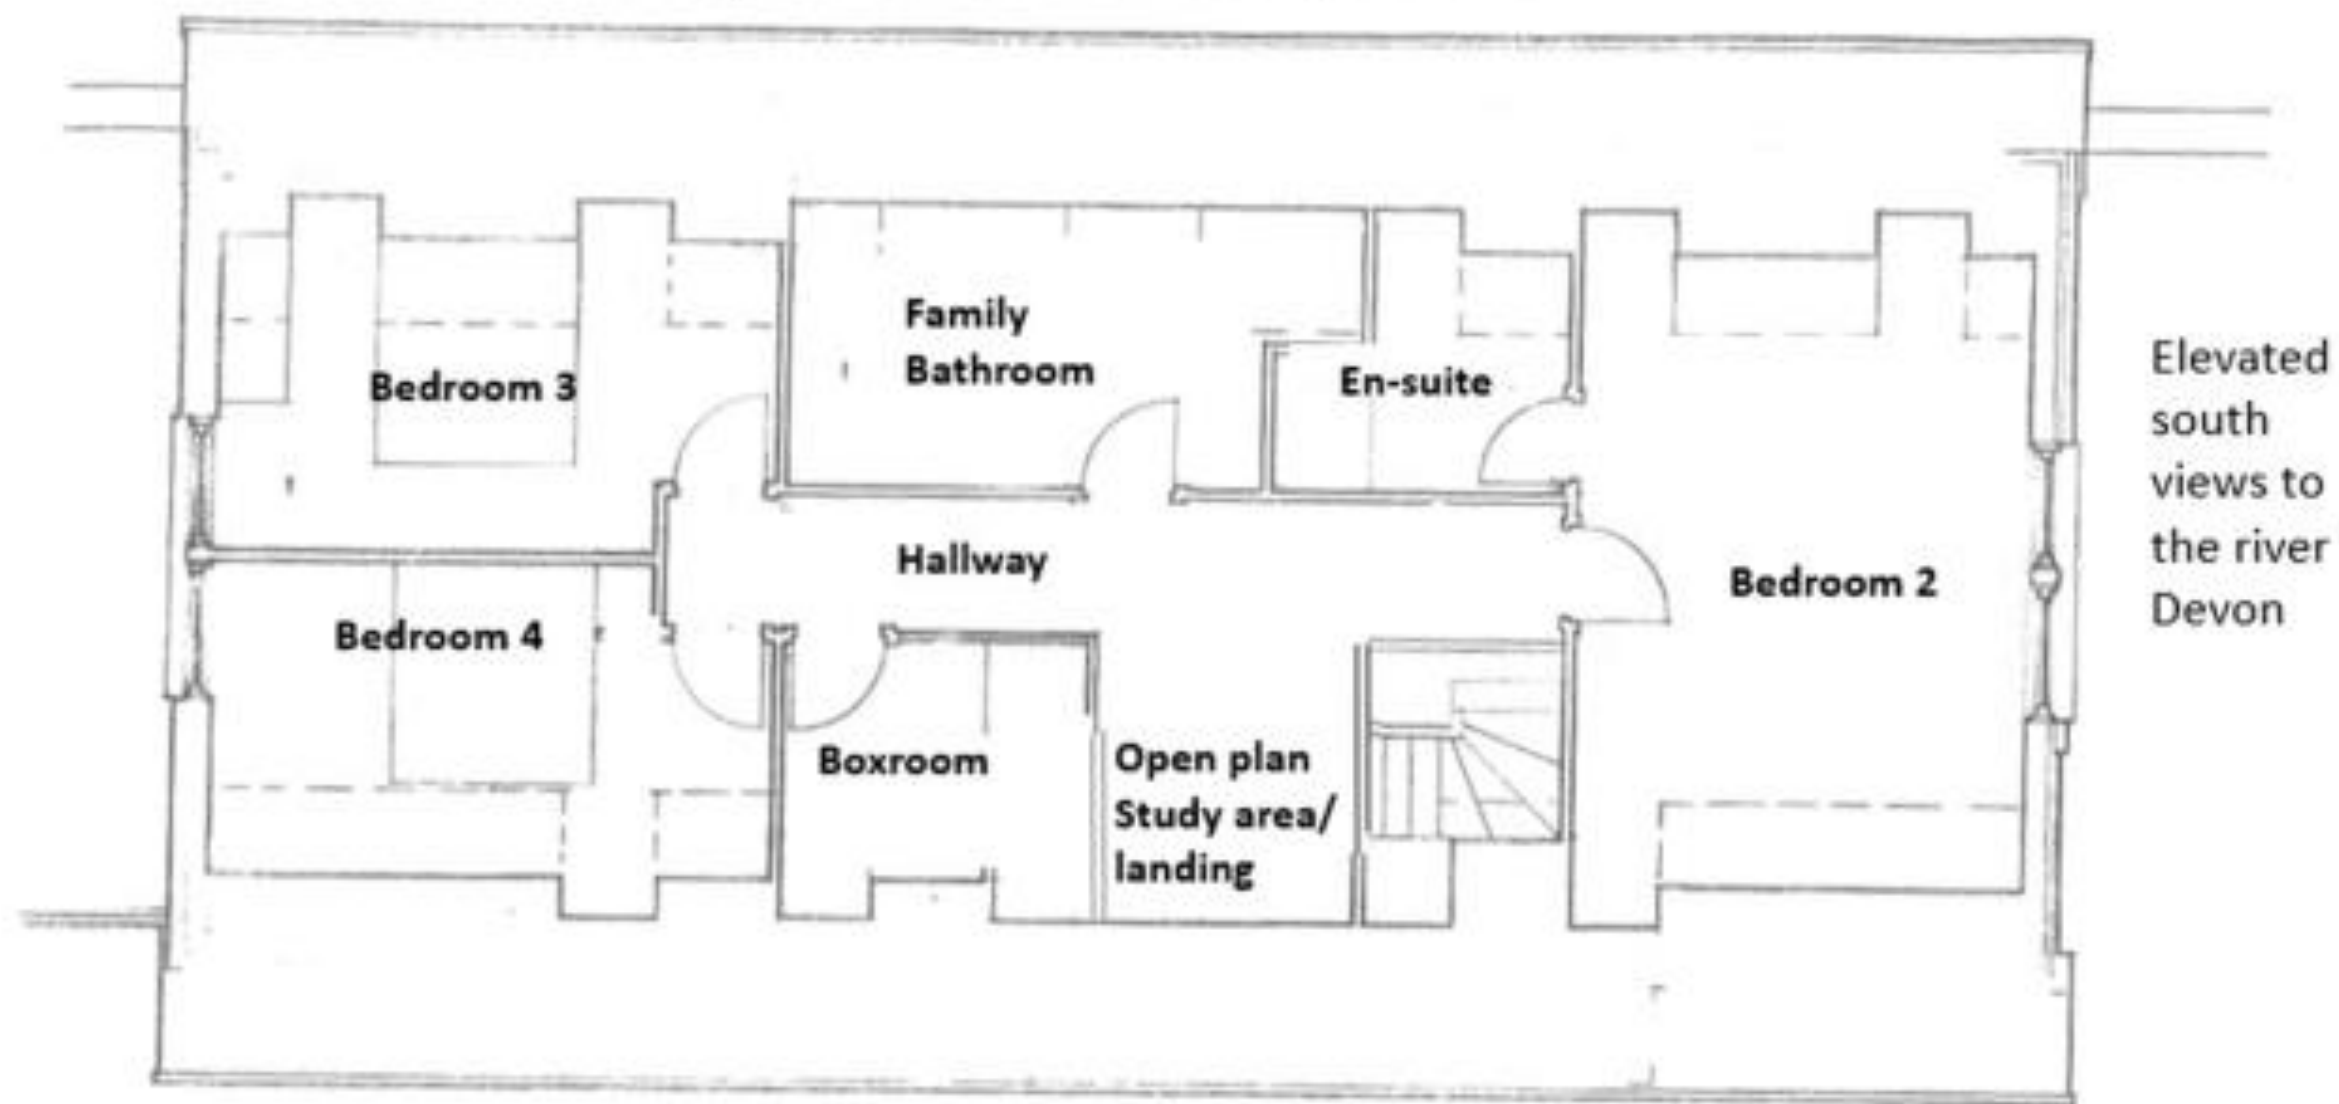 Family
Bathroom
Bedroom 3
En-suite
Elevated
south
views to
the river
Devon
Hallway
Bedroom 2
Bedroom 4
Boxroom
Open plan
Study area/
landing